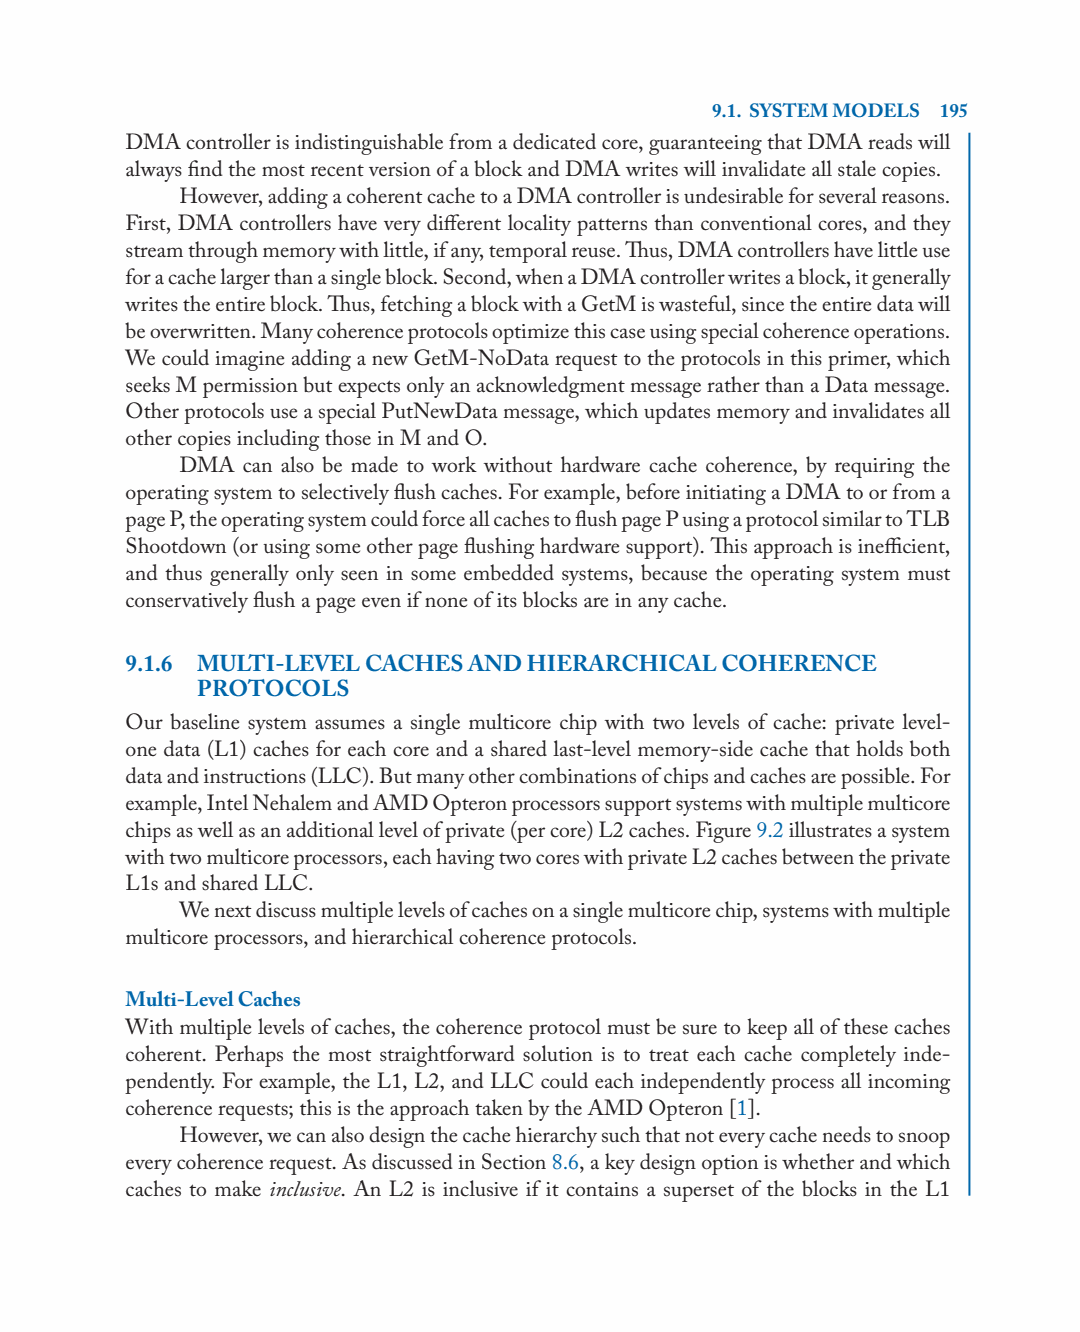 9.1. SYSTEM MODELS 195
DMA controller is indistinguishable from a dedicated core, guaranteeing that DMA reads will
always find the most recent version of a block and DMA writes will invalidate all stale copies.
However, adding a coherent cache to a DMA controller is undesirable for several reasons.
First, DMA controllers have very different locality patterns than conventional cores, and they
stream through memory with little, if any, temporal reuse. Thus, DMA controllers have little use
for a cache larger than a single block. Second, when a DMA controller writes a block, it generally
writes the entire block. Thus, fetching a block with a GetM is wasteful, since the entire data will
be overwritten. Many coherence protocols optimize this case using special coherence operations.
We could imagine adding a new GetM-NoData request to the protocols in this primer, which
seeks M permission but expects only an acknowledgment message rather than a Data message.
Other protocols use a special PutNewData message, which updates memory and invalidates all
other copies including those in M and O.
DMA can also be made to work without hardware cache coherence, by requiring the
operating system to selectively flush caches. For example, before initiating a DMA to or from a
page P, the operating system could force all caches to flush page P using a protocol similar to TLB
Shootdown (or using some other page flushing hardware support). This approach is inefficient,
and thus generally only seen in some embedded systems, because the operating system must
conservatively flush a page even if none of its blocks are in any cache.
9.1.6 MULTI-LEVEL CACHES AND HIERARCHICAL COHERENCE
PROTOCOLS
Our baseline system assumes a single multicore chip with two levels of cache: private level-
one data (L1) caches for each core and a shared last-level memory-side cache that holds both
data and instructions (LLC). But many other combinations of chips and caches are possible. For
example, Intel Nehalem and AMD Opteron processors support systems with multiple multicore
chips as well as an additional level of private (per core) L2 caches. Figure 9.2 illustrates a system
with two multicore processors, each having two cores with private L2 caches between the private
L1s and shared LLC.
We next discuss multiple levels of caches on a single multicore chip, systems with multiple
multicore processors, and hierarchical coherence protocols.
Multi-Level Caches
With multiple levels of caches, the coherence protocol must be sure to keep all of these caches
coherent. Perhaps the most straightforward solution is to treat each cache completely inde-
pendently. For example, the L1, L2, and LLC could each independently process all incoming
coherence requests; this is the approach taken by the AMD Opteron [1].
However, we can also design the cache hierarchy such that not every cache needs to snoop
every coherence request. As discussed in Section 8.6, a key design option is whether and which
caches to make inclusive. An L2 is inclusive if it contains a superset of the blocks in the L1